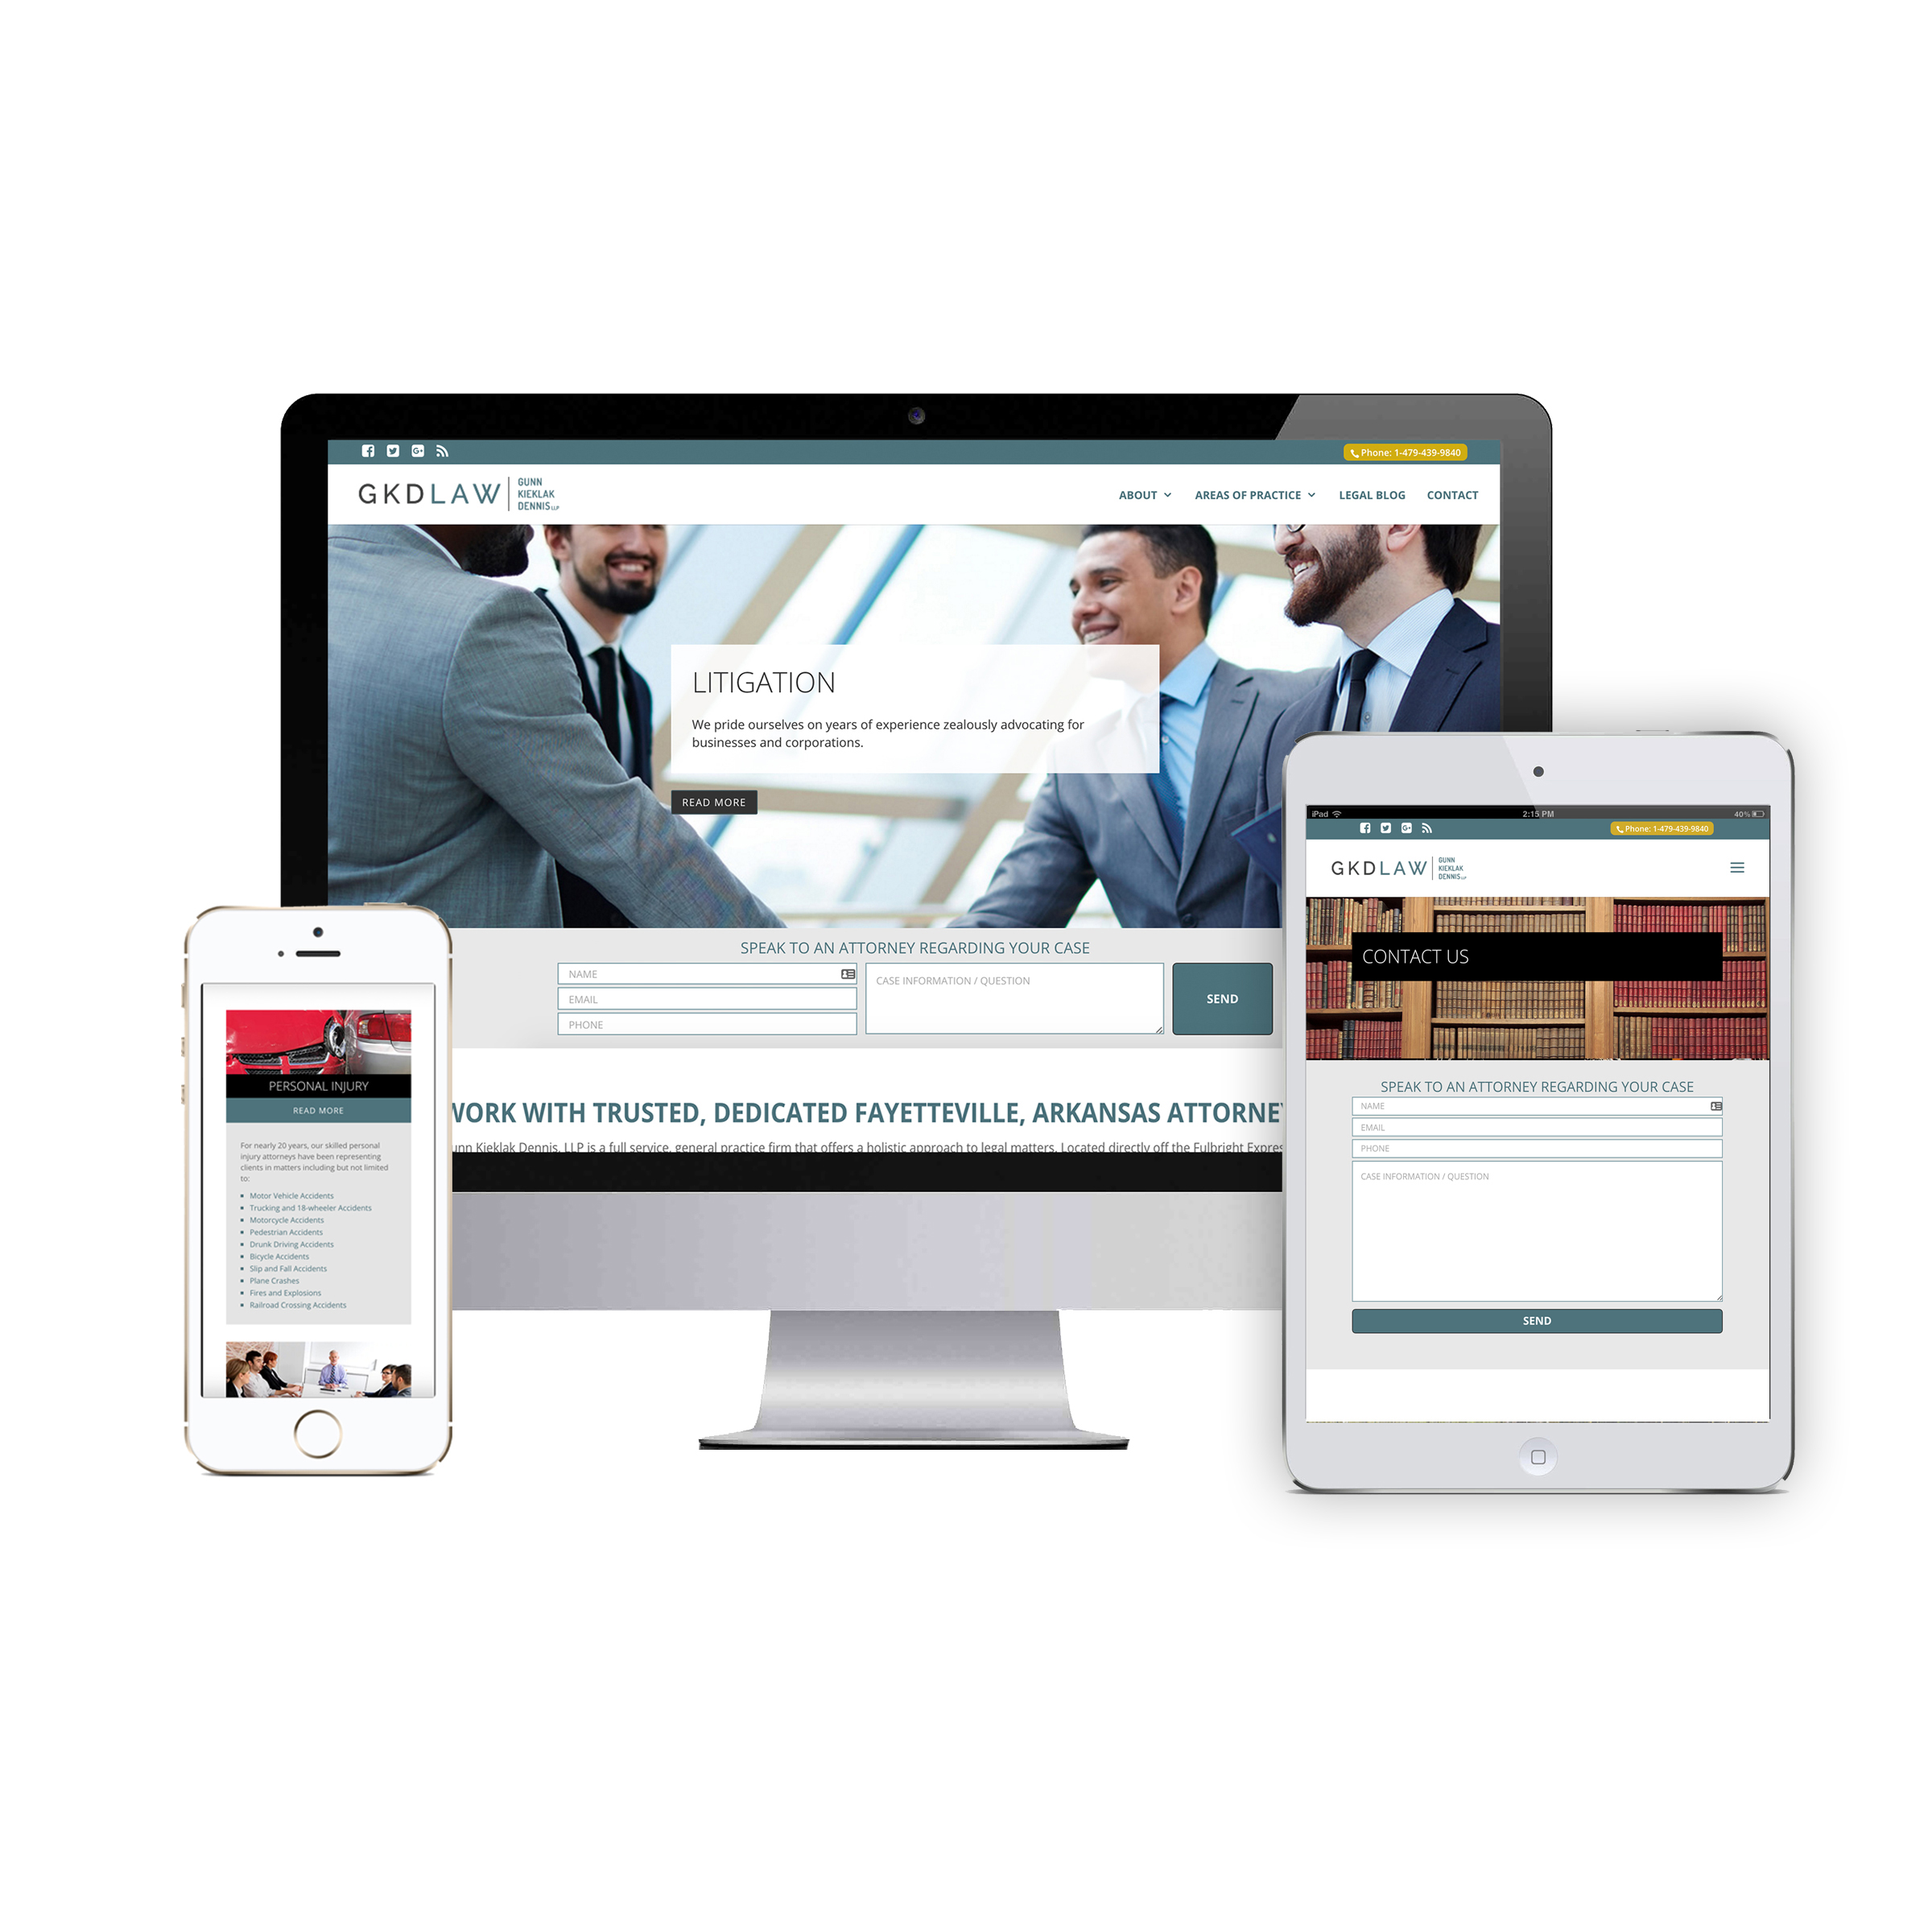 Phone: 1-479-439-9840
GKDLAW
GUNN
KIEKLAK
DENNIS LLP
ABOUT
AREAS OF PRACTICE
LEGAL BLOG
CONTACT
LITIGATION
We pride ourselves on years of experience zealously advocating for
businesses and corporations.
READ MORE
SPEAK TO AN ATTORNEY REGARDING YOUR CASE
NAME
EMAIL
PHONE
CASE INFORMATION / QUESTION
SEND
WORK WITH TRUSTED, DEDICATED FAYETTEVILLE, ARKANSAS ATTORNEY
unn Kieklak Dennis, LLP is a full service, general practice firm that offers a holistic approach to legal matters. Located directly off the Fulbright Expres
PERSONAL INJURY
READ MORE
For nearly 20 years, our skilled personal
injury attorneys have been representing
clients in matters including but not limited
to:
Motor Vehicle Accidents
Trucking and 18-wheeler Accidents
Motorcycle Accidents
Pedestrian Accidents
Drunk Driving Accidents
Bicycle Accidents
Slip and Fall Accidents
Plane Crashes
Fires and Explosions
Railroad Crossing Accidents
iPad
2:15 PM
40%
Phone: 1-479-439-9840
GKDLAW
GUNN
KIEKLAK
DENNIS LLP
CONTACT US
SPEAK TO AN ATTORNEY REGARDING YOUR CASE
NAME
EMAIL
PHONE
CASE INFORMATION / QUESTION
SEND